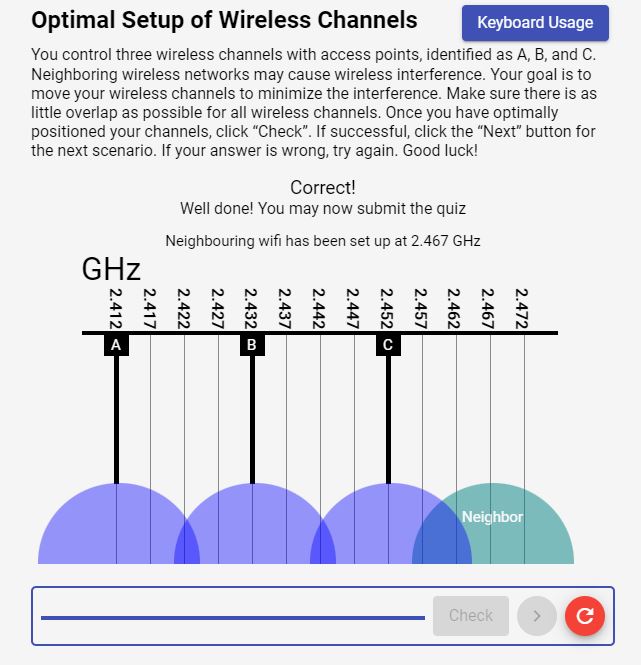 Optimal Setup of Wireless Channels
Keyboard Usage
You control three wireless channels with access points, identified as A, B, and C.
Neighboring wireless networks may cause wireless interference. Your goal is to
move your wireless channels to minimize the interference. Make sure there is as
little overlap as possible for all wireless channels. Once you have optimally
positioned your channels, click “Check”. If successful, click the “Next” button for
the next scenario. If your answer is wrong, try again. Good luck!
Correct!
Well done! You may now submit the quiz
Neighbouring wifi has been set up at 2.467 GHz
GHz
2.412
2.417
2.422
2.427
2.432
2.437
2.442
2.447
2.452
2.457
2.462
2.467
2.472
A
B
C
Neighbor
Check